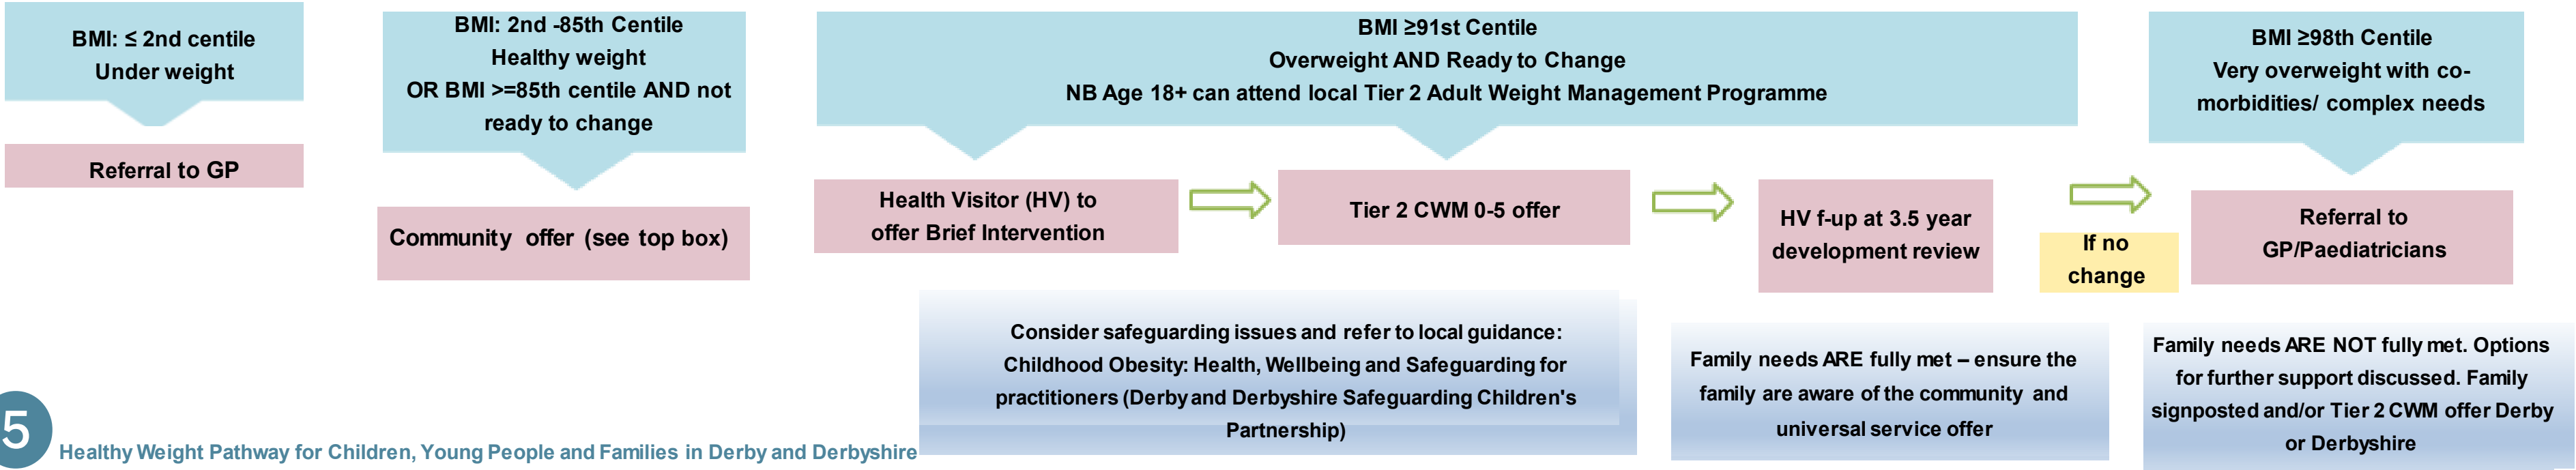 BMI: ≤ 2nd centile
Under weight
Referral to GP
BMI: 2nd -85th Centile
Healthy weight
OR BMI >=85th centile AND not
ready to change
Community offer (see top box)
BMI ≥91st Centile
Overweight AND Ready to Change
NB Age 18+ can attend local Tier 2 Adult Weight Management Programme
Health Visitor (HV) to
offer Brief Intervention
Tier 2 CWM 0-5 offer
HV f-up at 3.5 year
development review
If no
change
BMI ≥98th Centile
Very overweight with co-
morbidities/ complex needs
Referral to
GP/Paediatricians
Consider safeguarding issues and refer to local guidance:
Childhood Obesity: Health, Wellbeing and Safeguarding for
practitioners (Derby and Derbyshire Safeguarding Children's
Partnership)
Family needs ARE fully met – ensure the
family are aware of the community and
universal service offer
Family needs ARE NOT fully met. Options
for further support discussed. Family
signposted and/or Tier 2 CWM offer Derby
or Derbyshire
5
Healthy Weight Pathway for Children, Young People and Families in Derby and Derbyshire